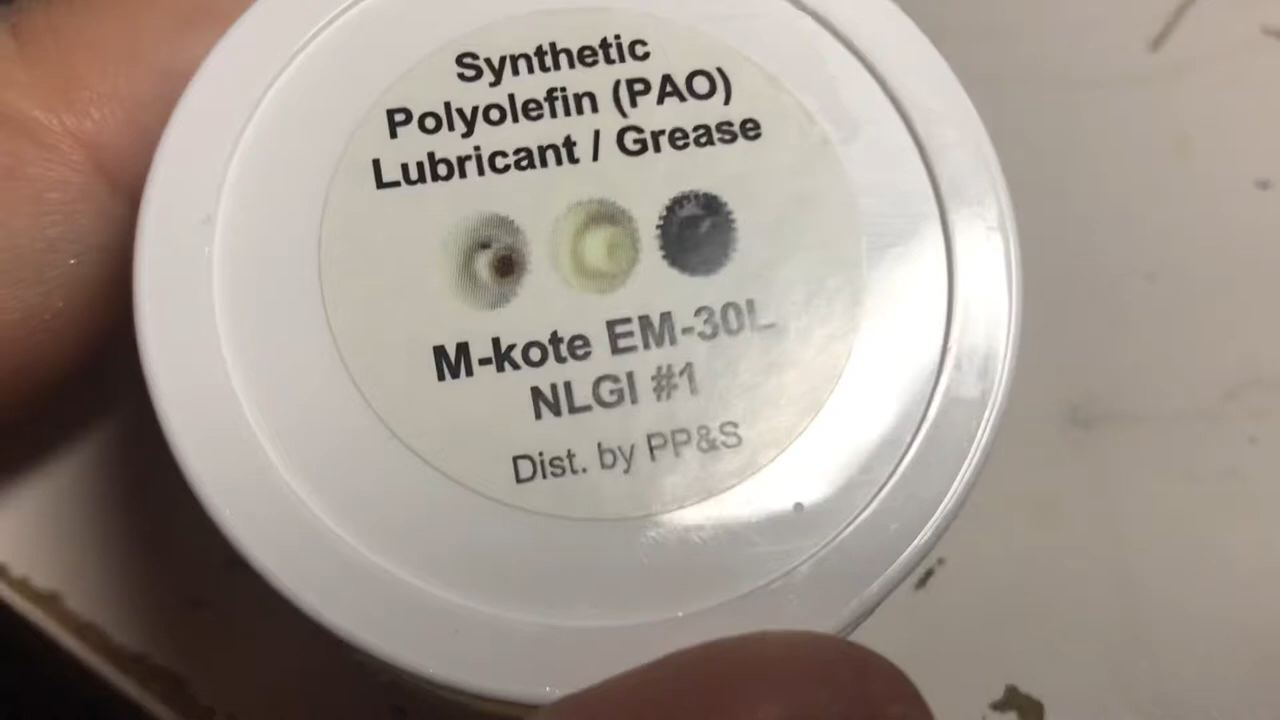 Synthetic
Polyolefin (PAO)
Lubricant / Grease
M-kote EM-30L
NLGI #1
Dist. by PP&S